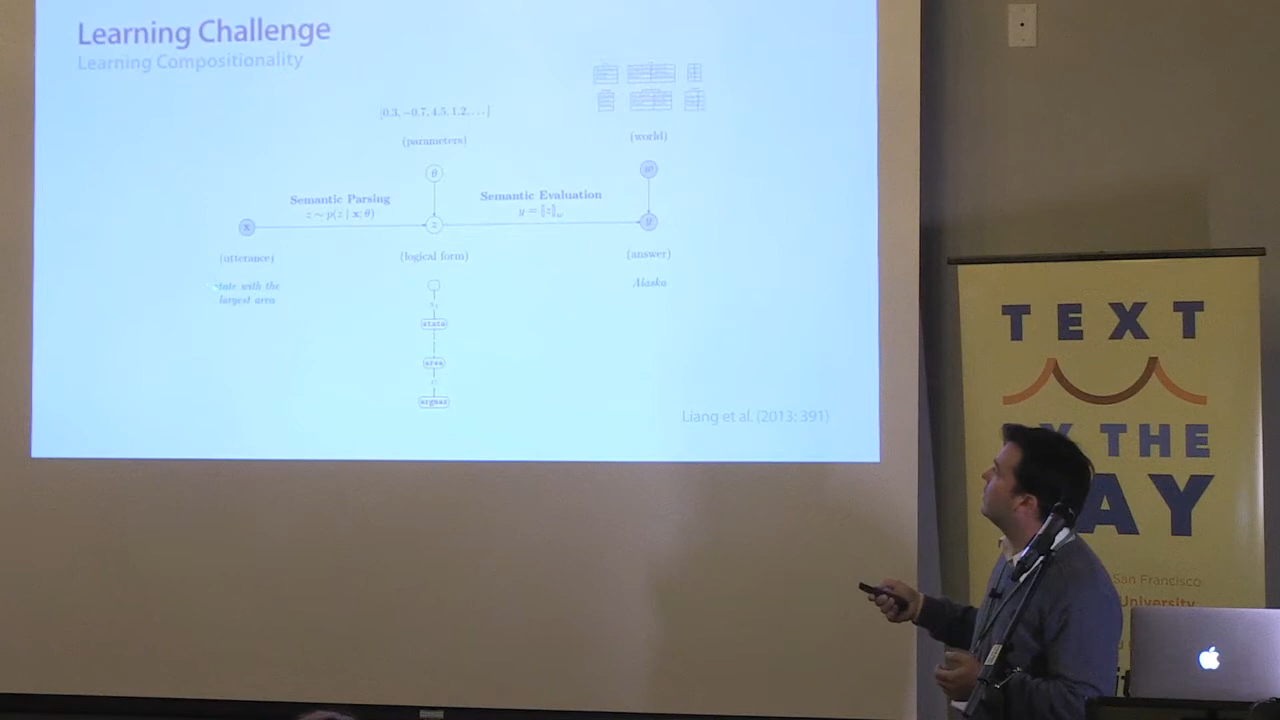 Learning Challenge
Learning Compositionality
[0.3, −0.7, 4.5, 1.2, . . . ]
(parameters)
(world)
θ
w
Semantic Parsing
z ∼ p(z | x; θ)
Semantic Evaluation
y = ⟦z⟧w
x
z
y
(utterance)
(logical form)
(answer)
state with the
largest area
Alaska
state
area
argmax
Liang et al. (2013: 391)
TEXT
THE
AY
San Francisco
University